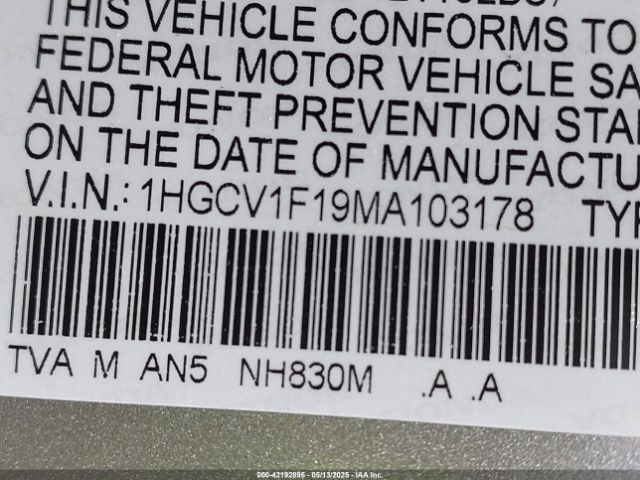 THIS VEHICLE CONFORMS TO
FEDERAL MOTOR VEHICLE SA
AND THEFT PREVENTION STA
ON THE DATE OF MANUFACTU
V.I.N.: 1HGCV1F19MA103178 TYP
TVA M AN5 NH830M .A .A
000-42192895 - 05/13/2025 - IAA Inc.